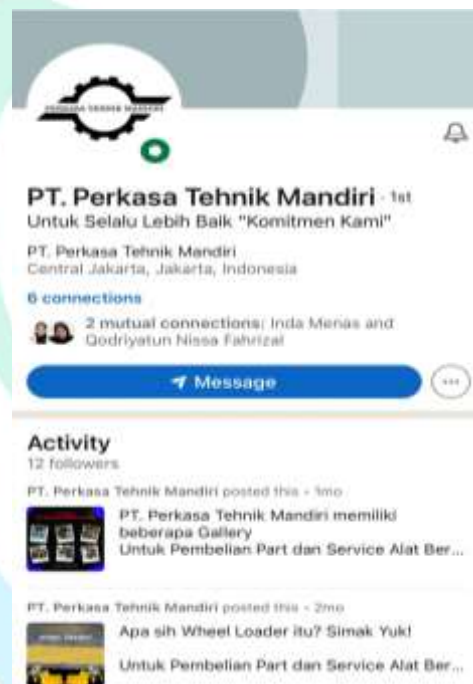 PERKASA TEHNIK MANDIRI
PT. Perkasa Tehnik Mandiri · 1st
Untuk Selalu Lebih Baik "Komitmen Kami"
PT. Perkasa Tehnik Mandiri
Central Jakarta, Jakarta, Indonesia
6 connections
2 mutual connections: Inda Menas and
Qodriyatun Nissa Fahrizal
Message
Activity
12 followers
PT. Perkasa Tehnik Mandiri posted this • 1mo
PT. Perkasa Tehnik Mandiri memiliki
beberapa Gallery
Untuk Pembelian Part dan Service Alat Ber...
PT. Perkasa Tehnik Mandiri posted this • 2mo
Apa sih Wheel Loader itu? Simak Yuk!
Untuk Pembelian Part dan Service Alat Ber...